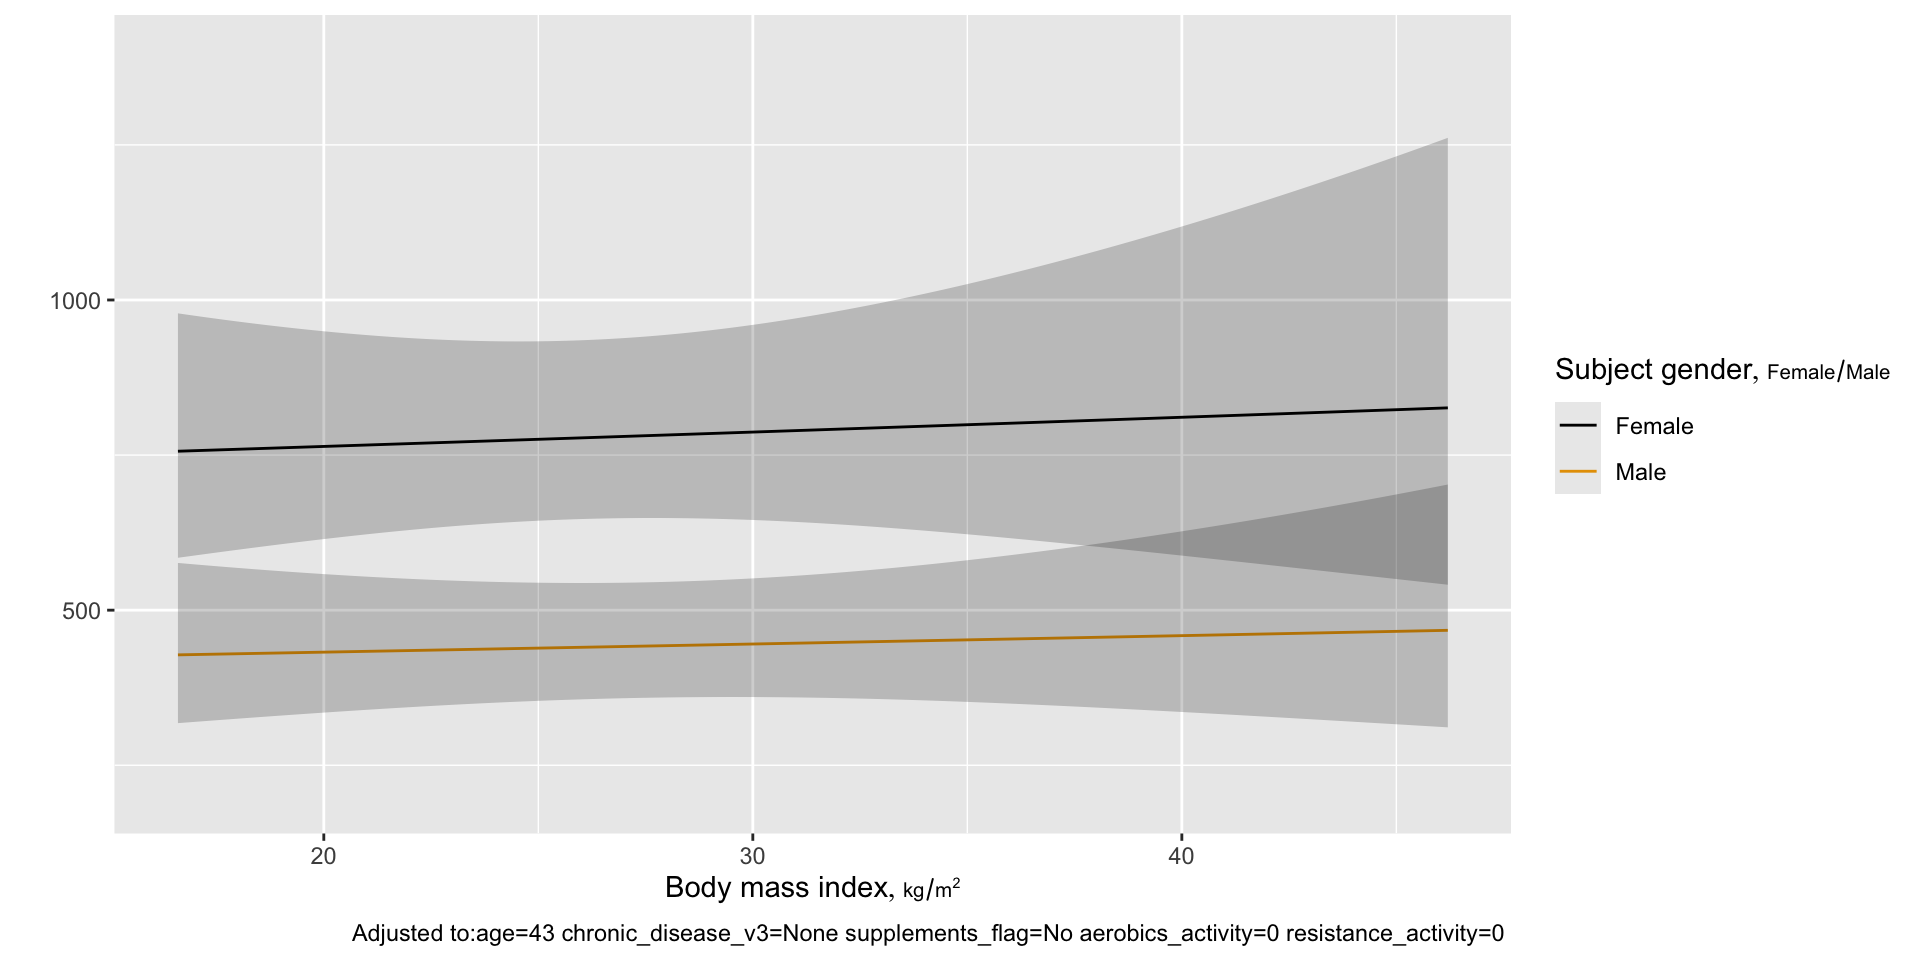 1000
500
20 30 40
Body mass index, kg/m²
Adjusted to:age=43 chronic_disease_v3=None supplements_flag=No aerobics_activity=0 resistance_activity=0
Subject gender, Female/Male
Female
Male